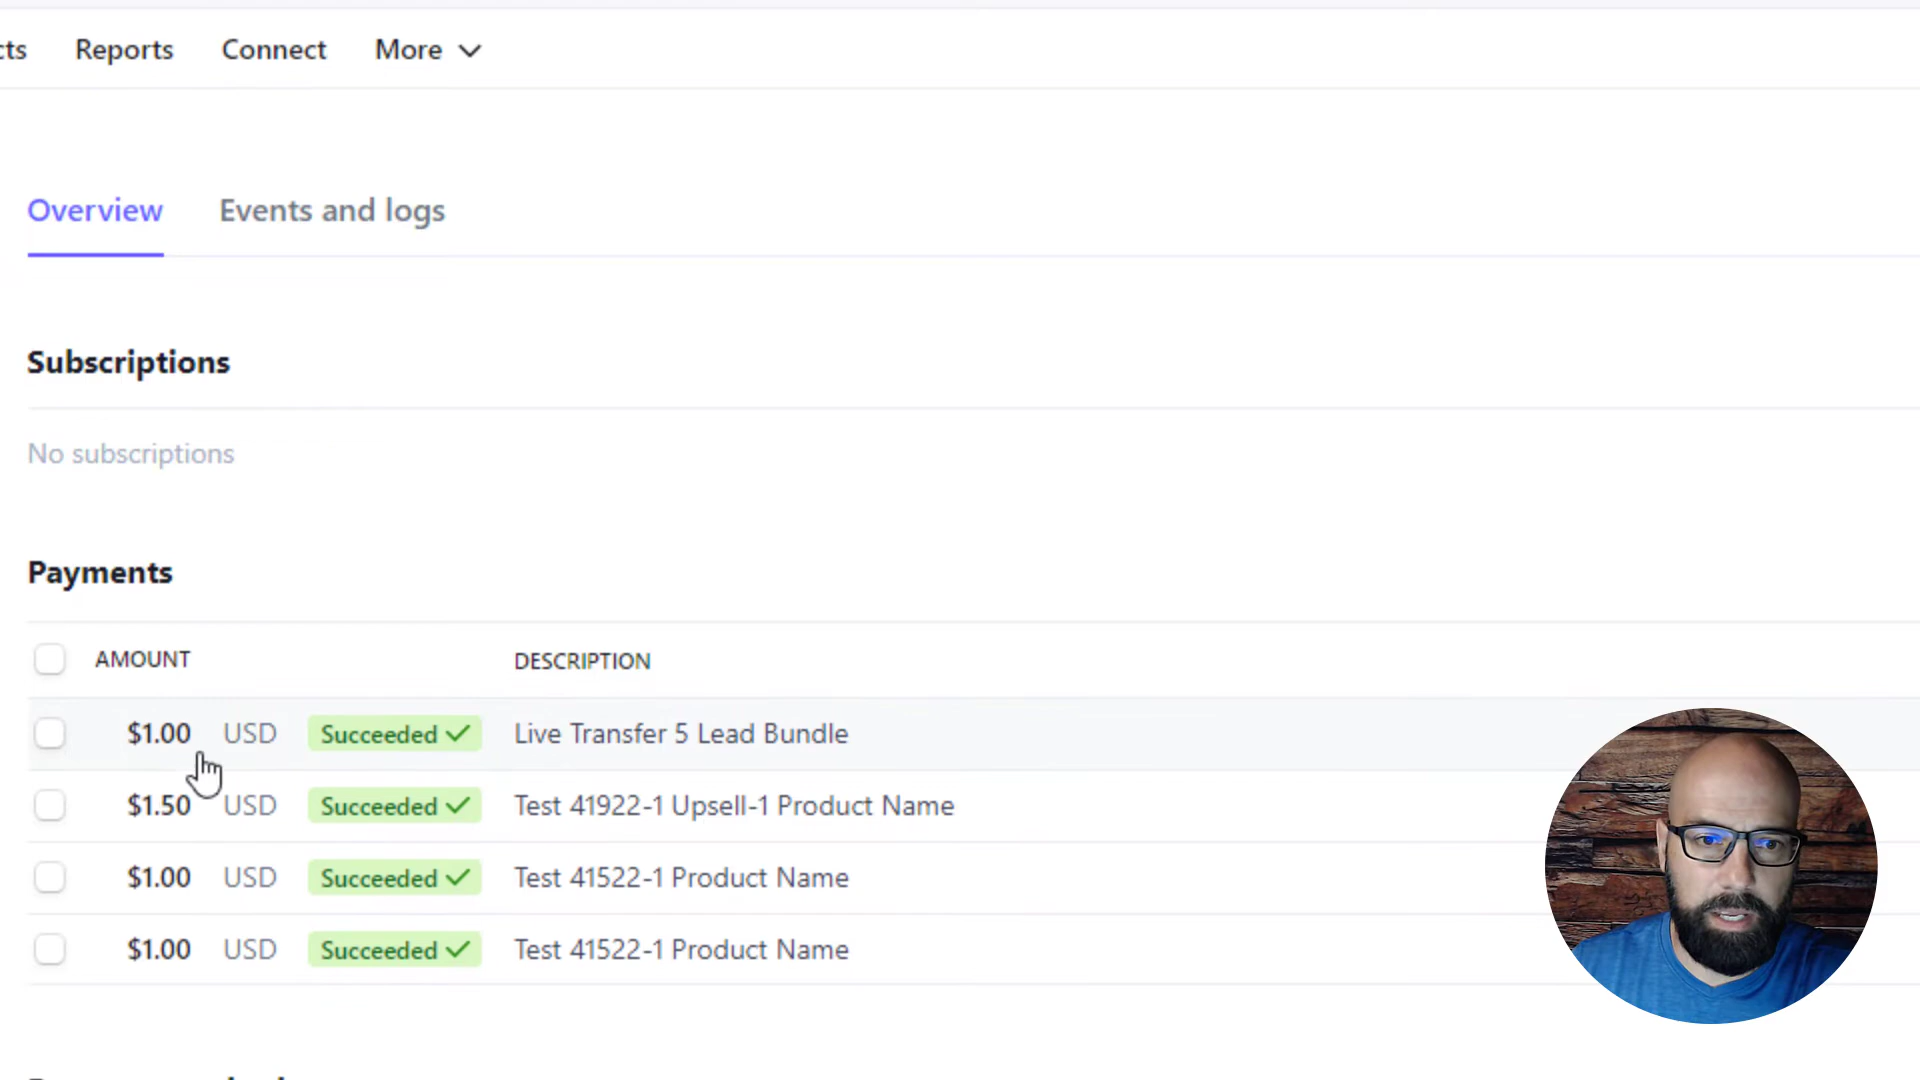 cts Reports Connect More
Overview Events and logs
Subscriptions
No subscriptions
Payments
AMOUNT DESCRIPTION
$1.00 USD Succeeded Live Transfer 5 Lead Bundle
$1.50 USD Succeeded Test 41922-1 Upsell-1 Product Name
$1.00 USD Succeeded Test 41522-1 Product Name
$1.00 USD Succeeded Test 41522-1 Product Name